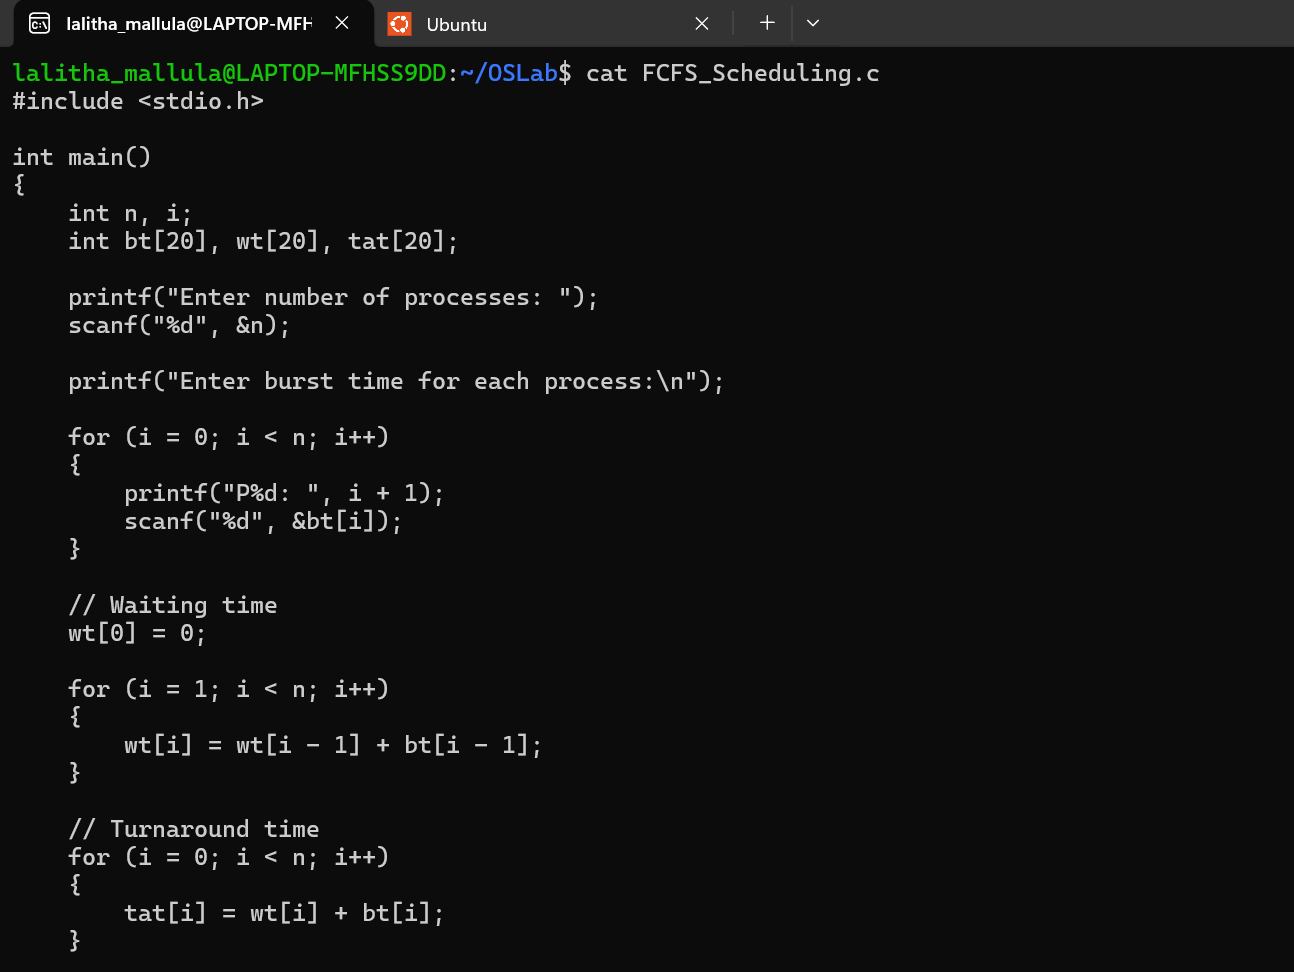 lalitha_mallula@LAPTOP-MFH
Ubuntu
lalitha_mallula@LAPTOP-MFHSS9DD:~/OSLab$ cat FCFS_Scheduling.c
#include <stdio.h>

int main()
{
    int n, i;
    int bt[20], wt[20], tat[20];

    printf("Enter number of processes: ");
    scanf("%d", &n);

    printf("Enter burst time for each process:\n");

    for (i = 0; i < n; i++)
    {
        printf("P%d: ", i + 1);
        scanf("%d", &bt[i]);
    }

    // Waiting time
    wt[0] = 0;

    for (i = 1; i < n; i++)
    {
        wt[i] = wt[i - 1] + bt[i - 1];
    }

    // Turnaround time
    for (i = 0; i < n; i++)
    {
        tat[i] = wt[i] + bt[i];
    }